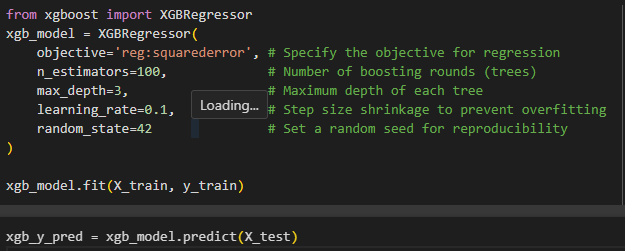 from xgboost import XGBRegressor
xgb_model = XGBRegressor(
    objective='reg:squarederror', # Specify the objective for regression
    n_estimators=100,             # Number of boosting rounds (trees)
    max_depth=3,                  # Maximum depth of each tree
Loading...
    learning_rate=0.1,            # Step size shrinkage to prevent overfitting
    random_state=42               # Set a random seed for reproducibility
)
xgb_model.fit(X_train, y_train)
xgb_y_pred = xgb_model.predict(X_test)